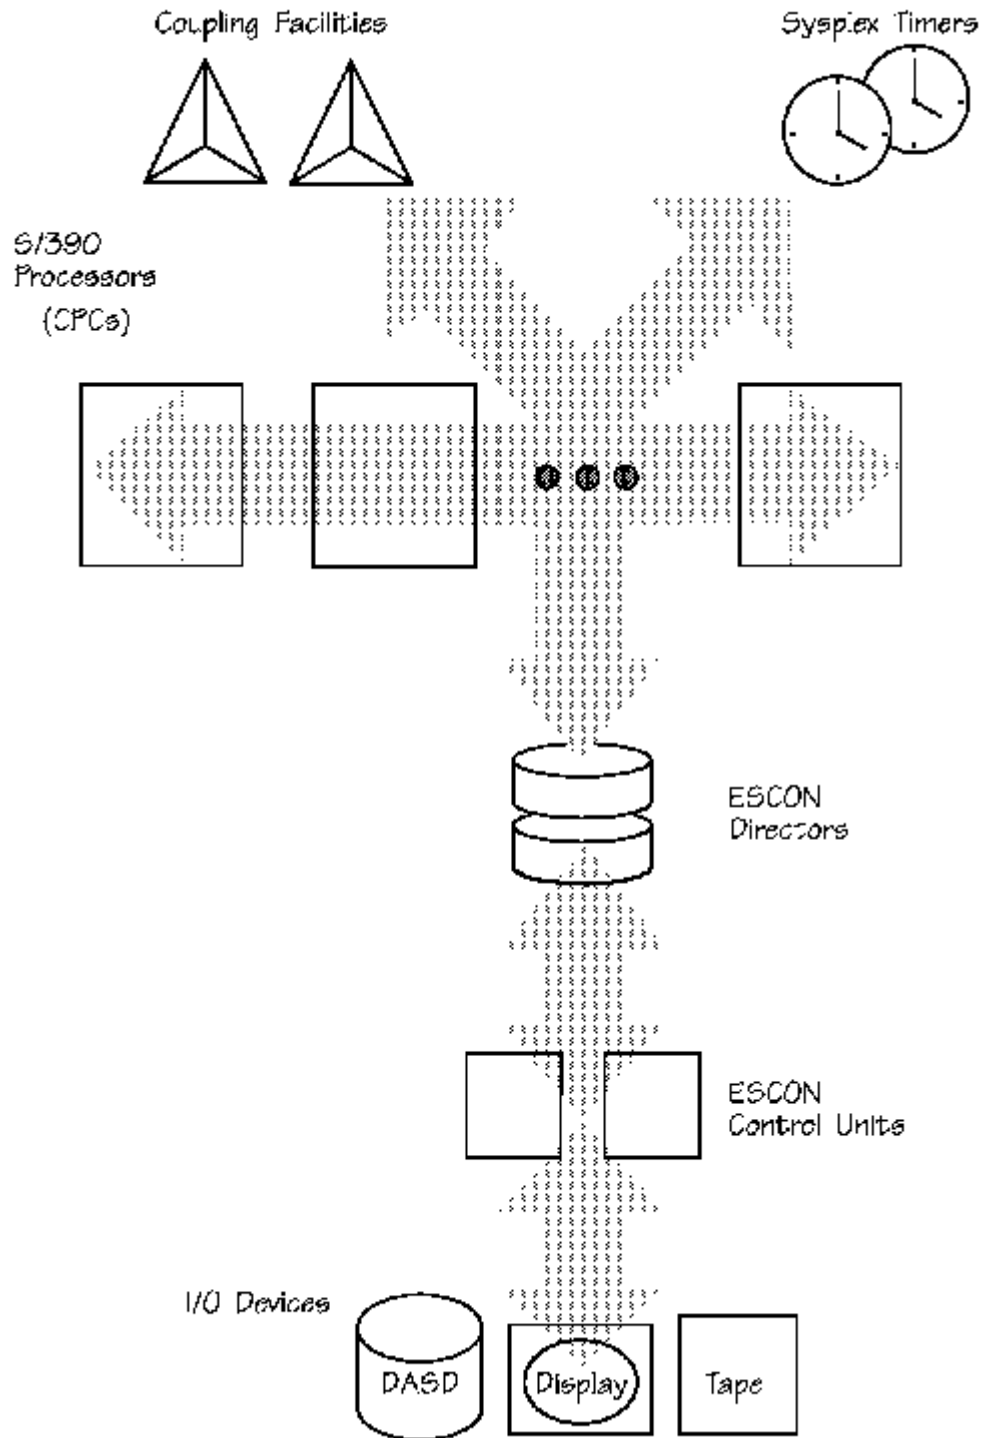 Coupling Facilities
Sysplex Timers
S/390
Processors
(CPCs)
ESCON
Directors
ESCON
Control Units
I/O Devices
DASD
Display
Tape